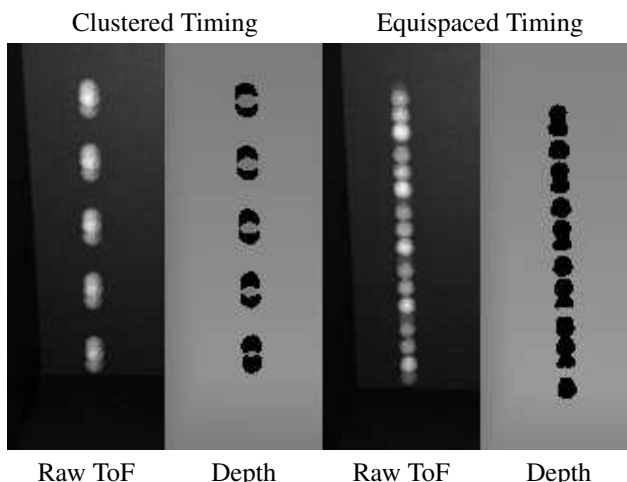 Clustered Timing Equispaced Timing
Raw ToF Depth Raw ToF Depth